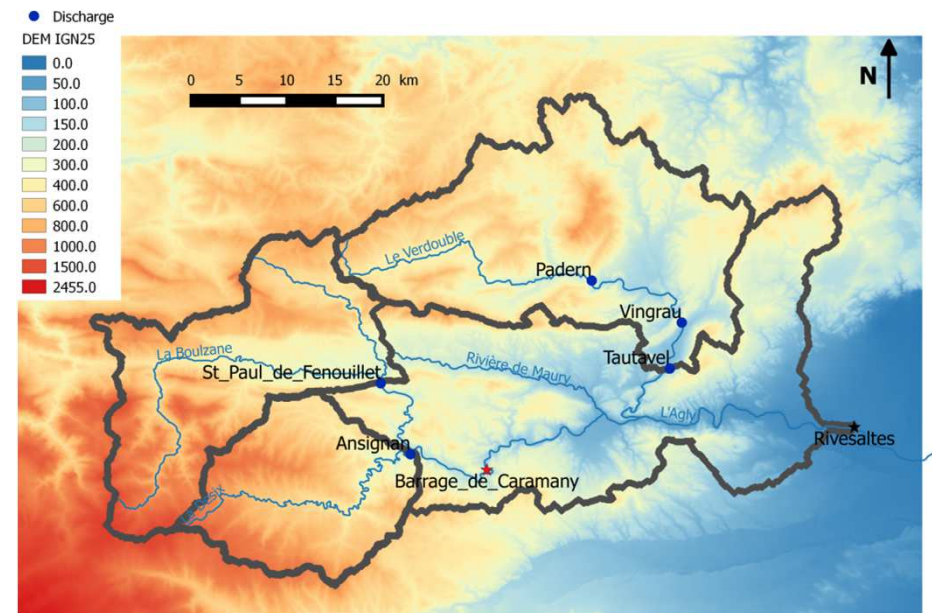 Discharge
DEM IGN25
0.0
50.0
100.0
150.0
200.0
300.0
400.0
600.0
800.0
1000.0
1500.0
2455.0
0 5 10 15 20 km
N
Le Verdouble
Padern
Vingrau
Tautavel
La Boulzane
St_Paul_de_Fenouillet
Rivière de Maury
L'Agly
Rivesaltes
Ansignan
Barrage_de_Caramany